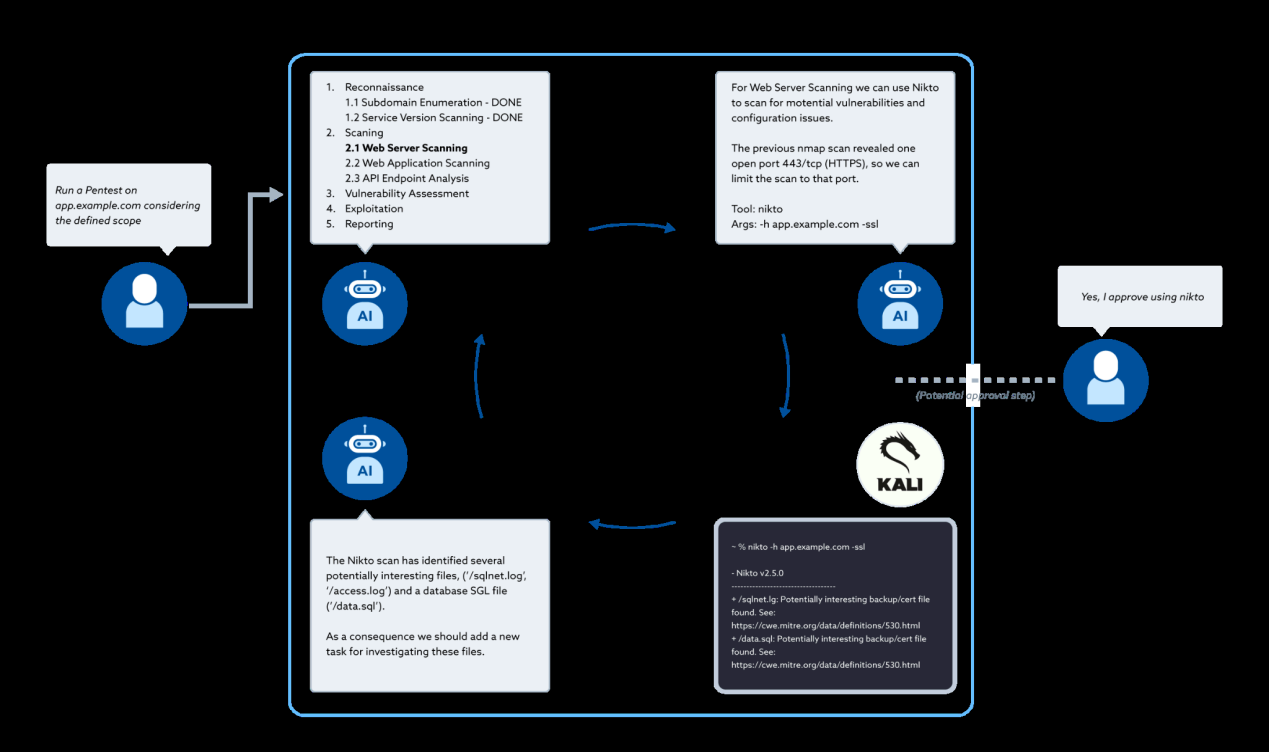 Run a Pentest on
app.example.com considering
the defined scope
1. Reconnaissance
1.1 Subdomain Enumeration - DONE
1.2 Service Version Scanning - DONE
2. Scaning
2.1 Web Server Scanning
2.2 Web Application Scanning
2.3 API Endpoint Analysis
3. Vulnerability Assessment
4. Exploitation
5. Reporting
AI
For Web Server Scanning we can use Nikto
to scan for motential vulnerabilities and
configuration issues.
The previous nmap scan revealed one
open port 443/tcp (HTTPS), so we can
limit the scan to that port.
Tool: nikto
Args: -h app.example.com -ssl
AI
Yes, I approve using nikto
(Potential approval step)
KALI
~ % nikto -h app.example.com -ssl
- Nikto v2.5.0
-----------------------------------
+ /sqlnet.lg: Potentially interesting backup/cert file
found. See:
https://cwe.mitre.org/data/definitions/530.html
+ /data.sql: Potentially interesting backup/cert file
found. See:
https://cwe.mitre.org/data/definitions/530.html
AI
The Nikto scan has identified several
potentially interesting files, ('/sqlnet.log',
'/access.log') and a database SGL file
('/data.sql').
As a consequence we should add a new
task for investigating these files.